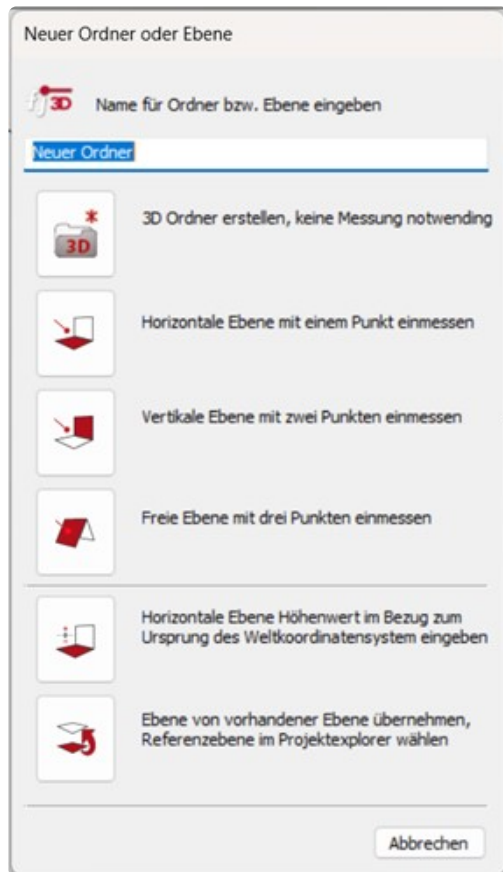 Neuer Ordner oder Ebene
fj3D
Name für Ordner bzw. Ebene eingeben
Neuer Ordner
3D
3D Ordner erstellen, keine Messung notwending
Horizontale Ebene mit einem Punkt einmessen
Vertikale Ebene mit zwei Punkten einmessen
Freie Ebene mit drei Punkten einmessen
Horizontale Ebene Höhenwert im Bezug zum
Ursprung des Weltkoordinatensystem eingeben
Ebene von vorhandener Ebene übernehmen,
Referenzebene im Projektexplorer wählen
Abbrechen